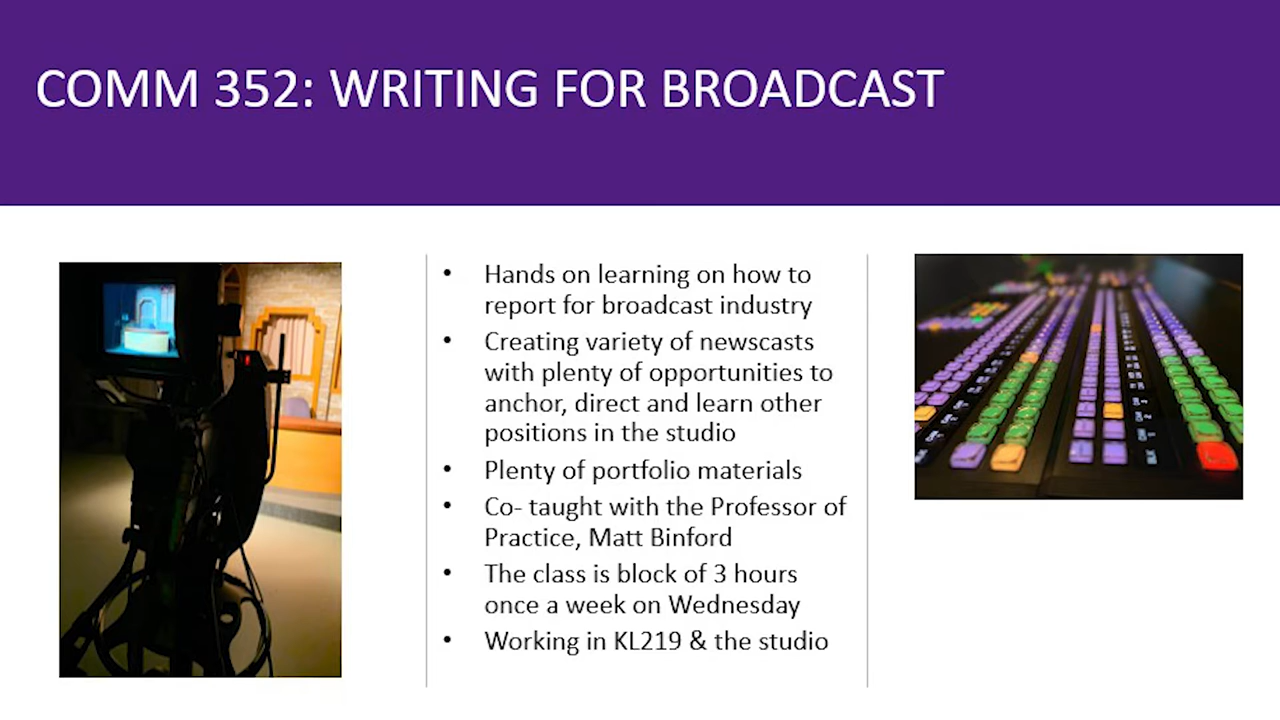 COMM 352: WRITING FOR BROADCAST
• Hands on learning on how to
report for broadcast industry
• Creating variety of newscasts
with plenty of opportunities to
anchor, direct and learn other
positions in the studio
• Plenty of portfolio materials
• Co- taught with the Professor of
Practice, Matt Binford
• The class is block of 3 hours
once a week on Wednesday
• Working in KL219 & the studio